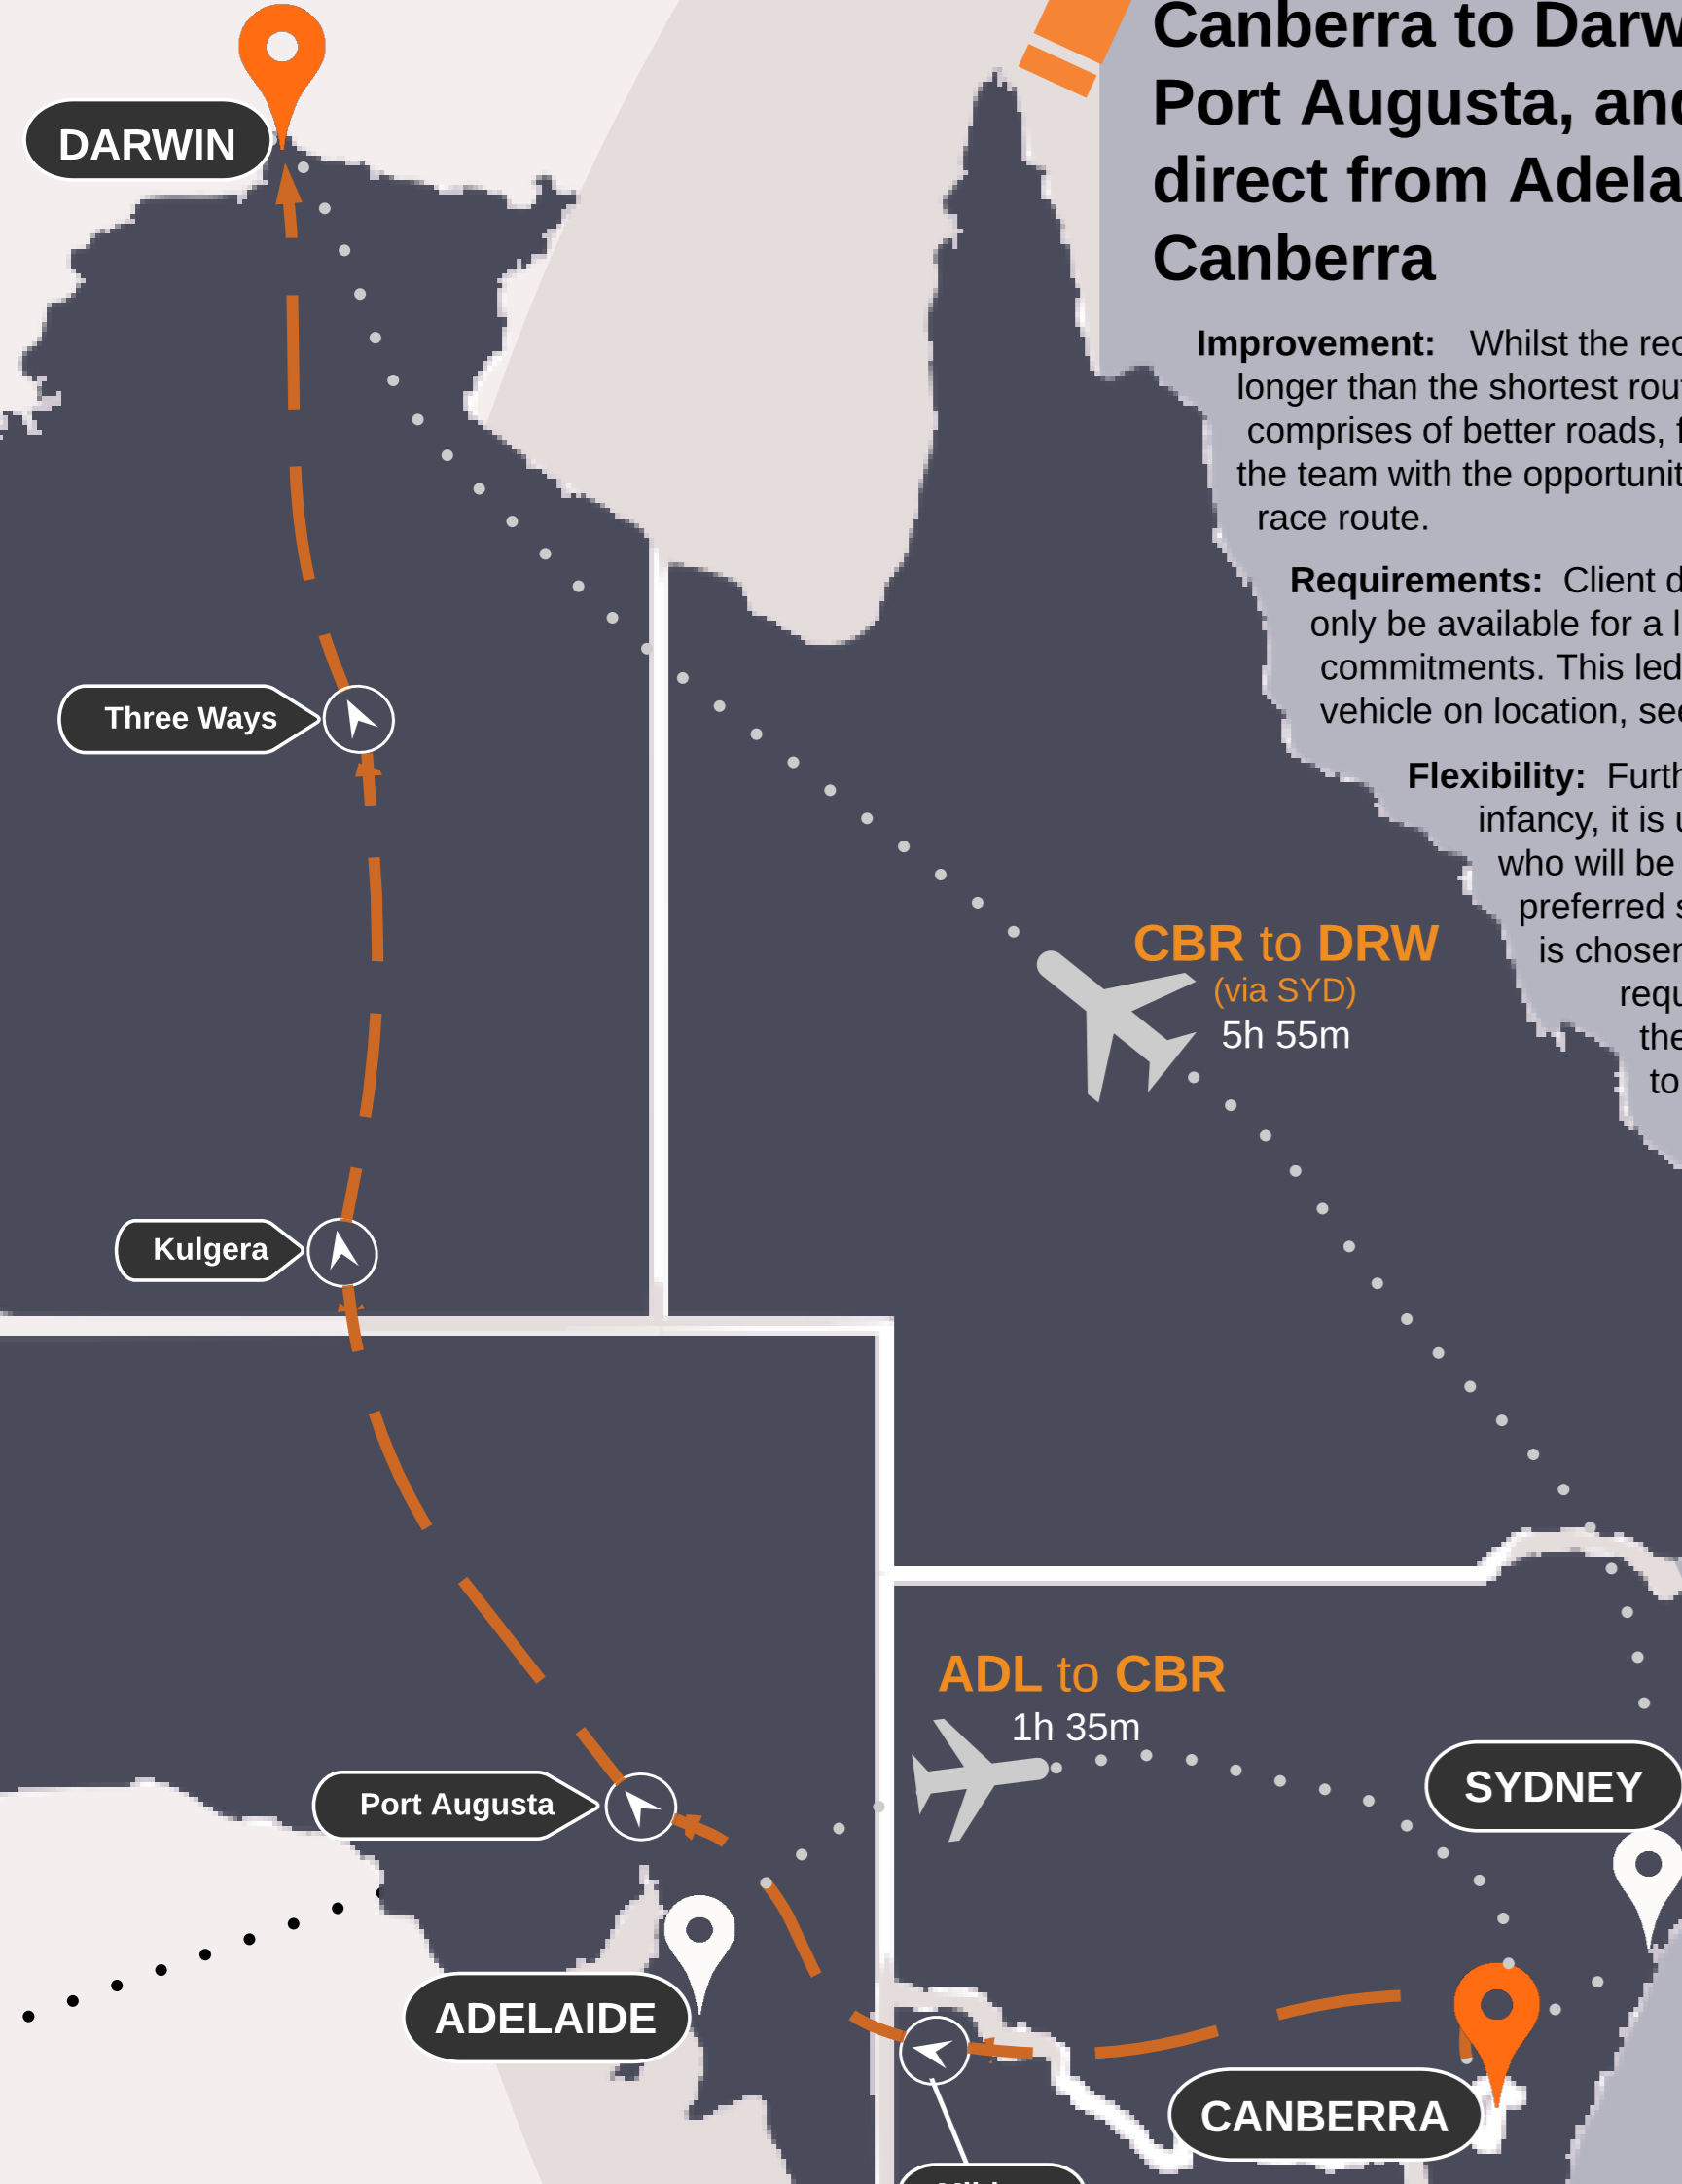 Canberra to Darw
Port Augusta, and
direct from Adela
Canberra
Improvement: Whilst the rec
longer than the shortest rout
comprises of better roads, f
the team with the opportunit
race route.
Requirements: Client d
only be available for a l
commitments. This led
vehicle on location, see
Flexibility: Furth
infancy, it is u
who will be
preferred s
is chosen
requ
the
to
DARWIN
Three Ways
CBR to DRW
(via SYD)
5h 55m
Kulgera
ADL to CBR
1h 35m
SYDNEY
Port Augusta
ADELAIDE
CANBERRA